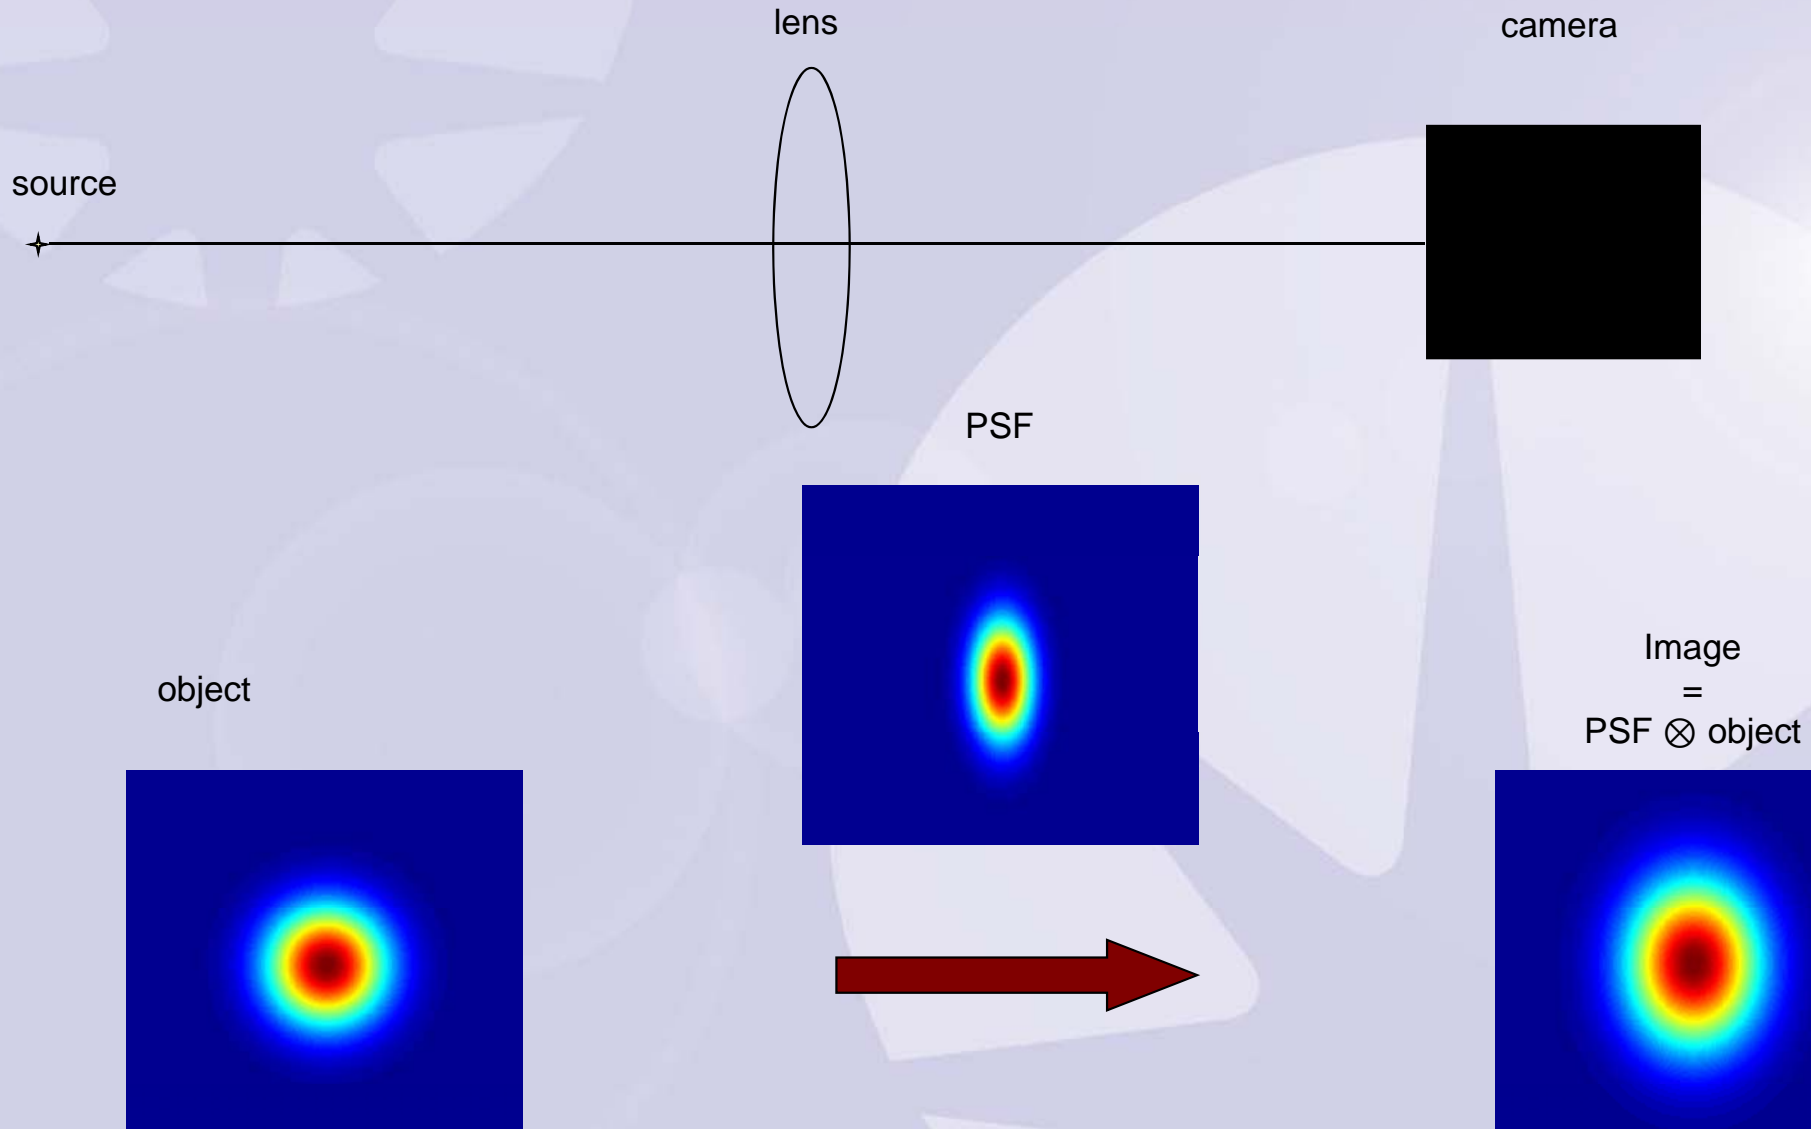 lens
camera
source
PSF
object
Image
=
PSF ⊗ object